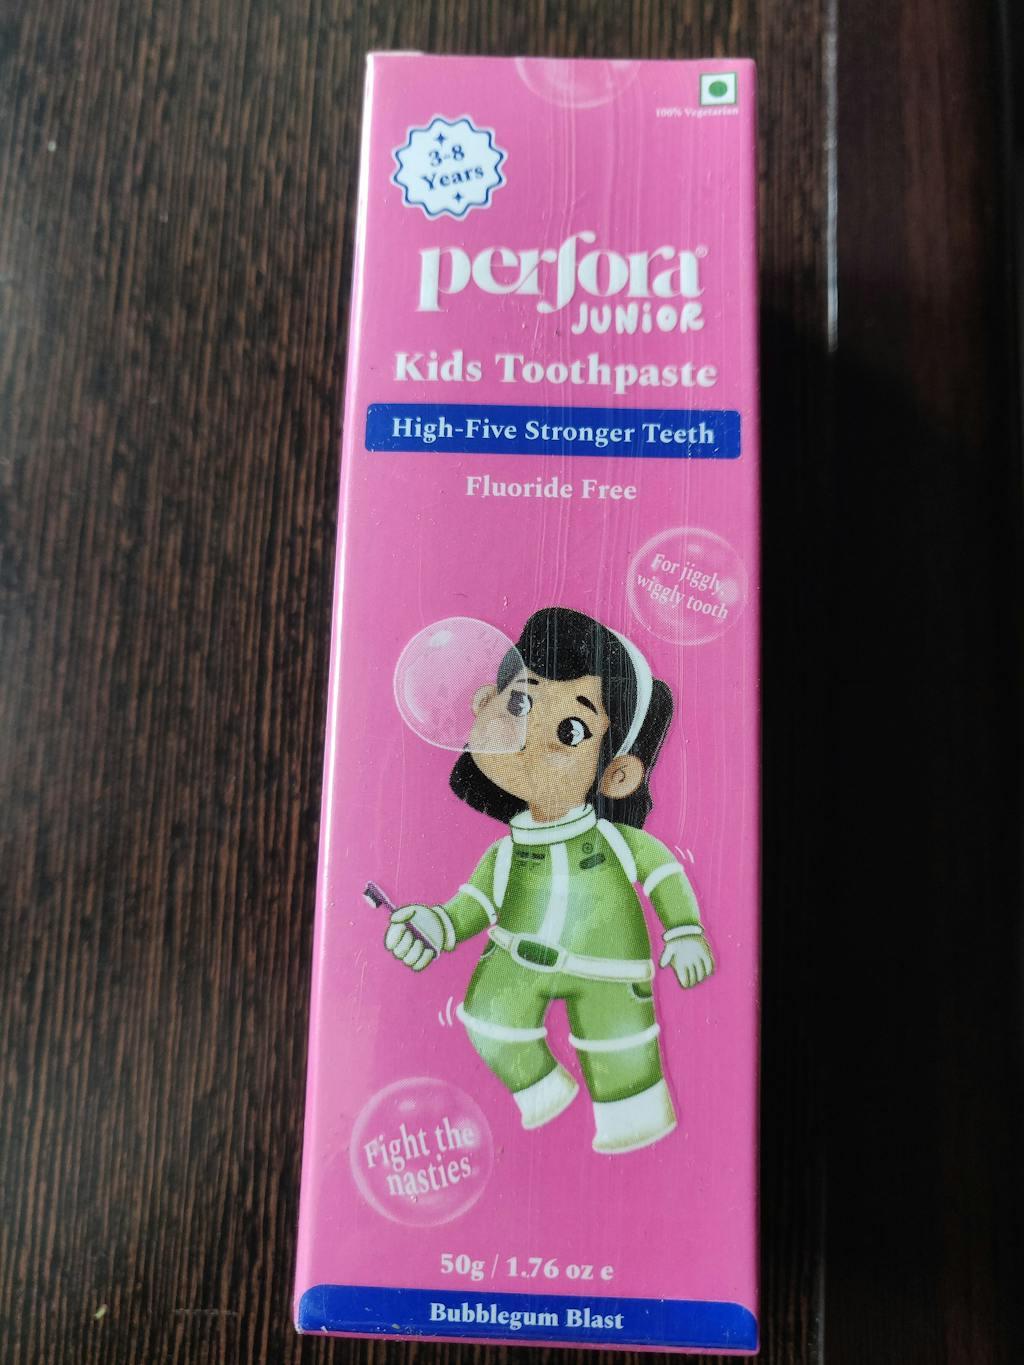 100% Vegetarian
3-8
Years
perfora®
JUNiOR
Kids Toothpaste
High-Five Stronger Teeth
Fluoride Free
For jiggly,
wiggly tooth
Fight the
nasties
50g / 1.76 oz e
Bubblegum Blast